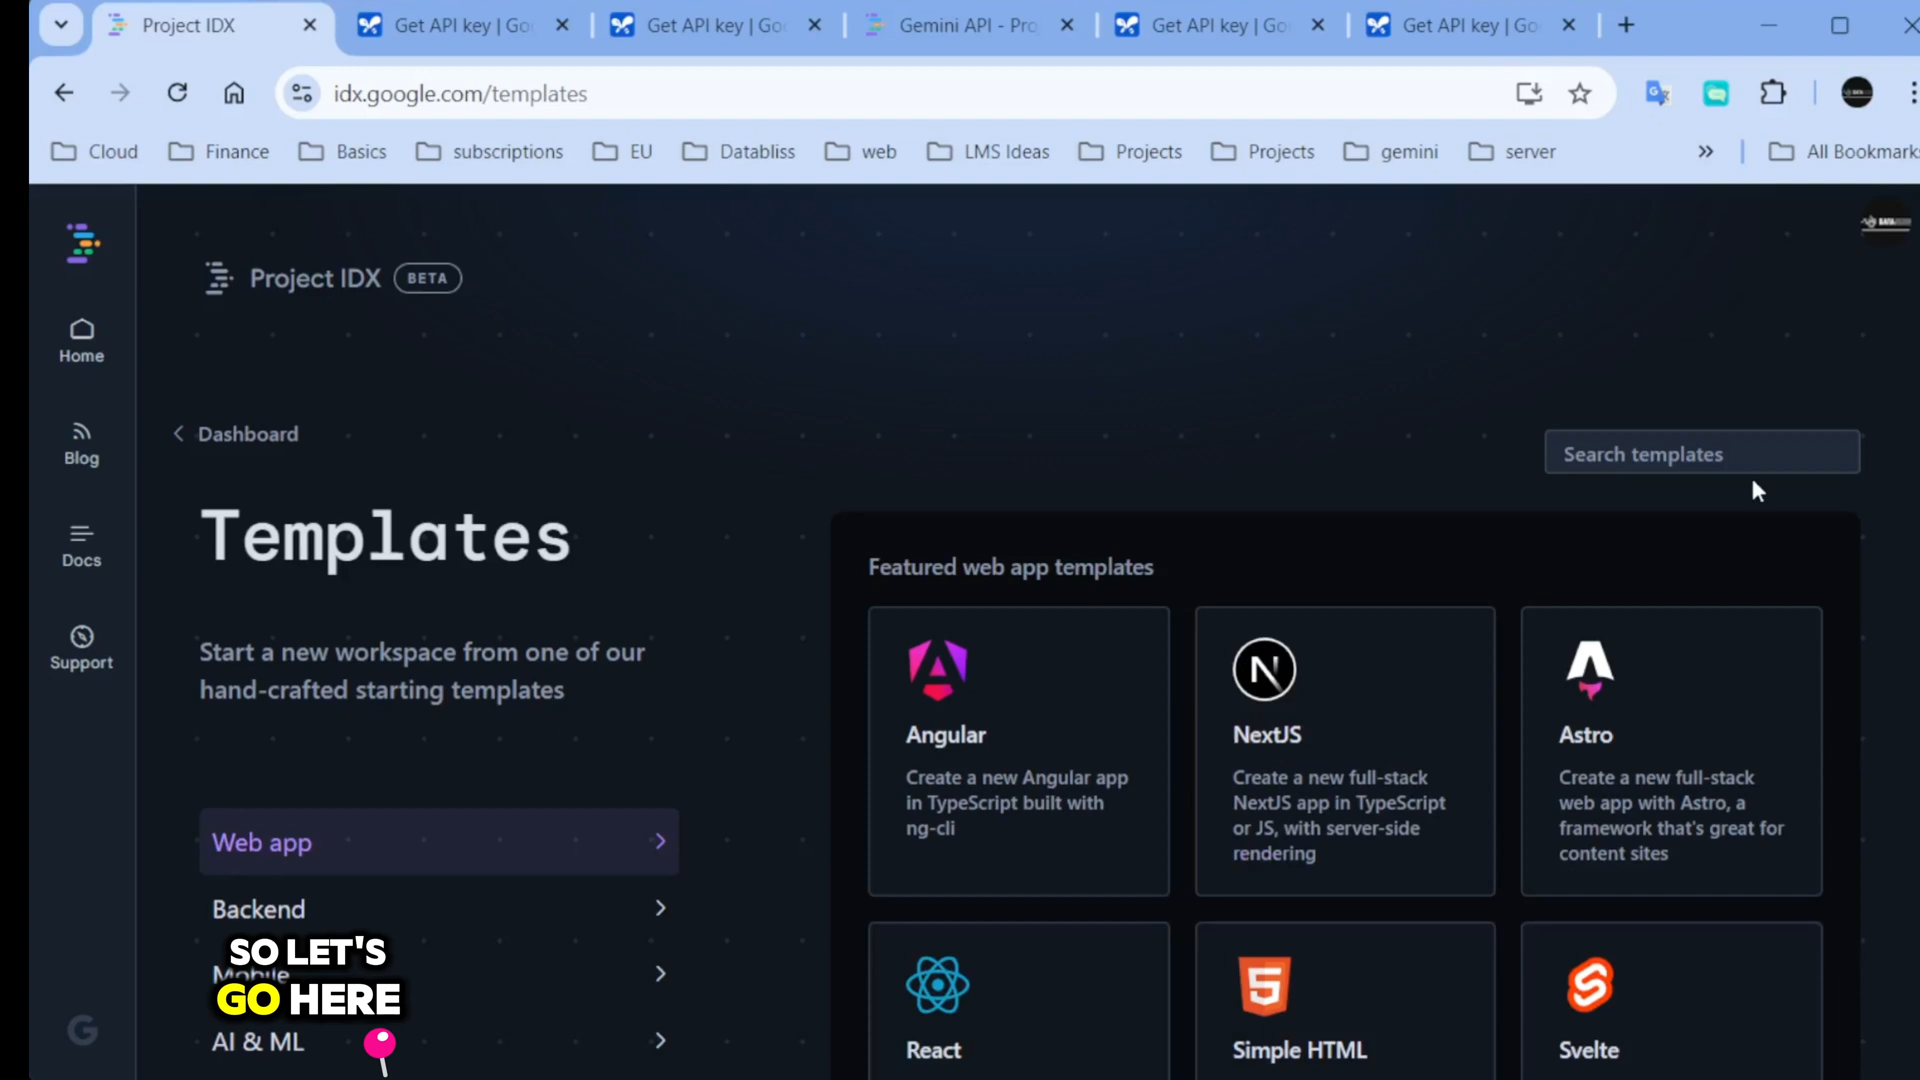 Project IDX
Get API key | Goo
Get API key | Goo
Gemini API - Pro
Get API key | Goo
Get API key | Goo
idx.google.com/templates
Cloud
Finance
Basics
subscriptions
EU
Databliss
web
LMS Ideas
Projects
Projects
gemini
server
All Bookmarks
Project IDX
BETA
Home
Blog
Docs
Support
Dashboard
Search templates
Templates
Start a new workspace from one of our
hand-crafted starting templates
Web app
Backend
Mobile
AI & ML
Featured web app templates
Angular
Create a new Angular app
in TypeScript built with
ng-cli
NextJS
Create a new full-stack
NextJS app in TypeScript
or JS, with server-side
rendering
Astro
Create a new full-stack
web app with Astro, a
framework that's great for
content sites
React
Simple HTML
Svelte
SO LET'S
GO HERE